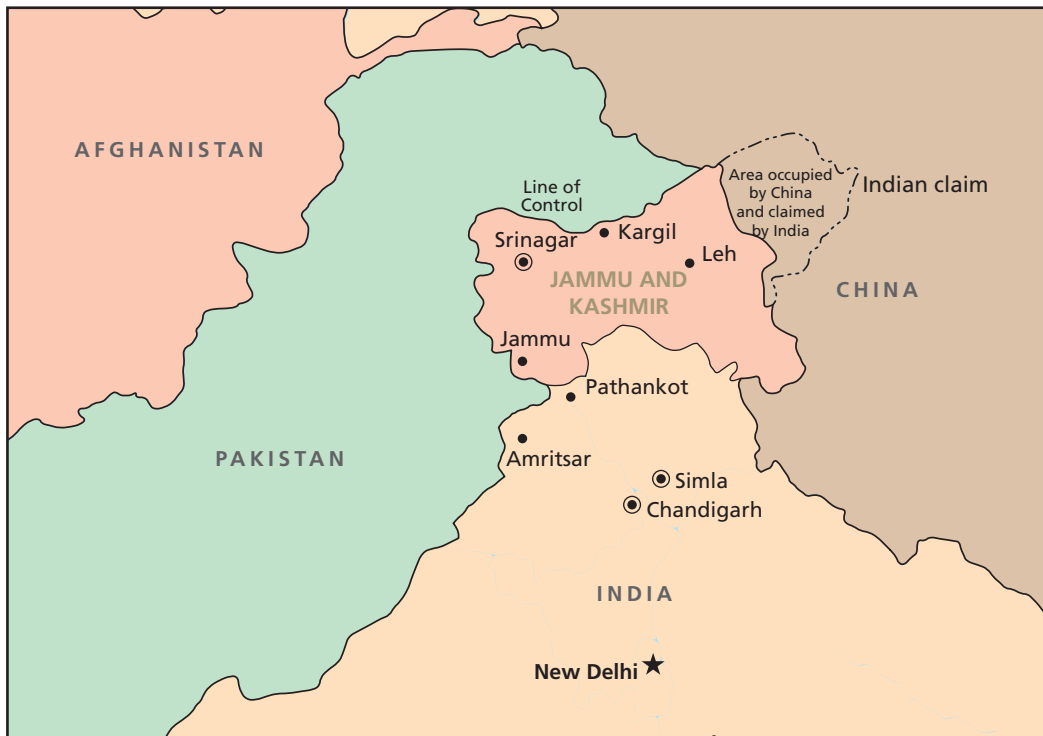 AFGHANISTAN
Area occupied
by China
and claimed
by India
Indian claim
Line of
Control
Kargil
Srinagar
Leh
JAMMU AND
KASHMIR
CHINA
Jammu
Pathankot
PAKISTAN
Amritsar
Simla
Chandigarh
INDIA
New Delhi